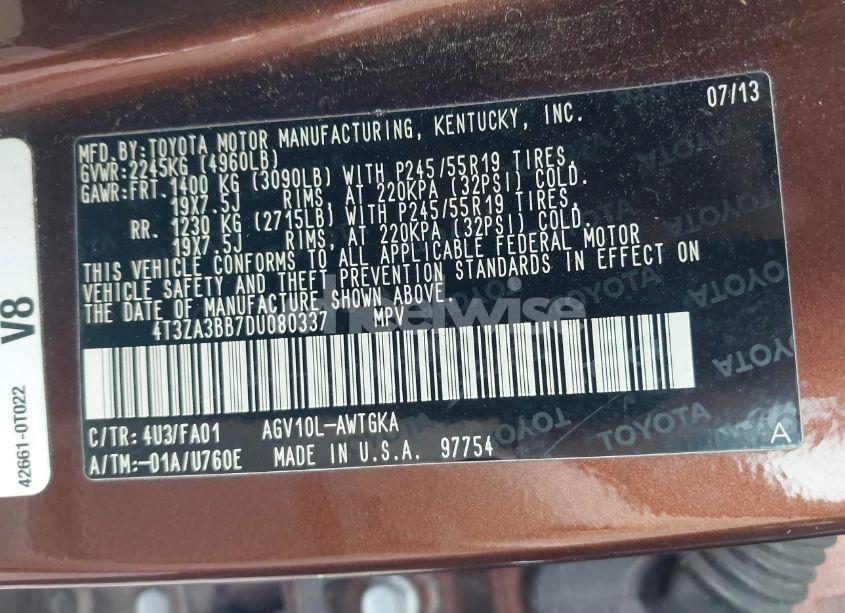 07/13
MFD.BY:TOYOTA MOTOR MANUFACTURING, KENTUCKY, INC.
GVWR:2245KG (4960LB)
GAWR:FRT. 1400 KG (3090LB) WITH P245/55R19 TIRES,
19X7.5J RIMS, AT 220KPA (32PSI) COLD.
RR. 1230 KG (2715LB) WITH P245/55R19 TIRES,
19X7.5J RIMS, AT 220KPA (32PSI) COLD.
THIS VEHICLE CONFORMS TO ALL APPLICABLE FEDERAL MOTOR
VEHICLE SAFETY AND THEFT PREVENTION STANDARDS IN EFFECT ON
THE DATE OF MANUFACTURE SHOWN ABOVE.
4T3ZA3BB7DU080337 MPV
C/TR: 4U3/FA01 AGV10L-AWTGKA
A/TM:-01A/U760E MADE IN U.S.A. 97754
A
V8
42661-0T022
TOYOTA
TOYOTA
TOYOTA